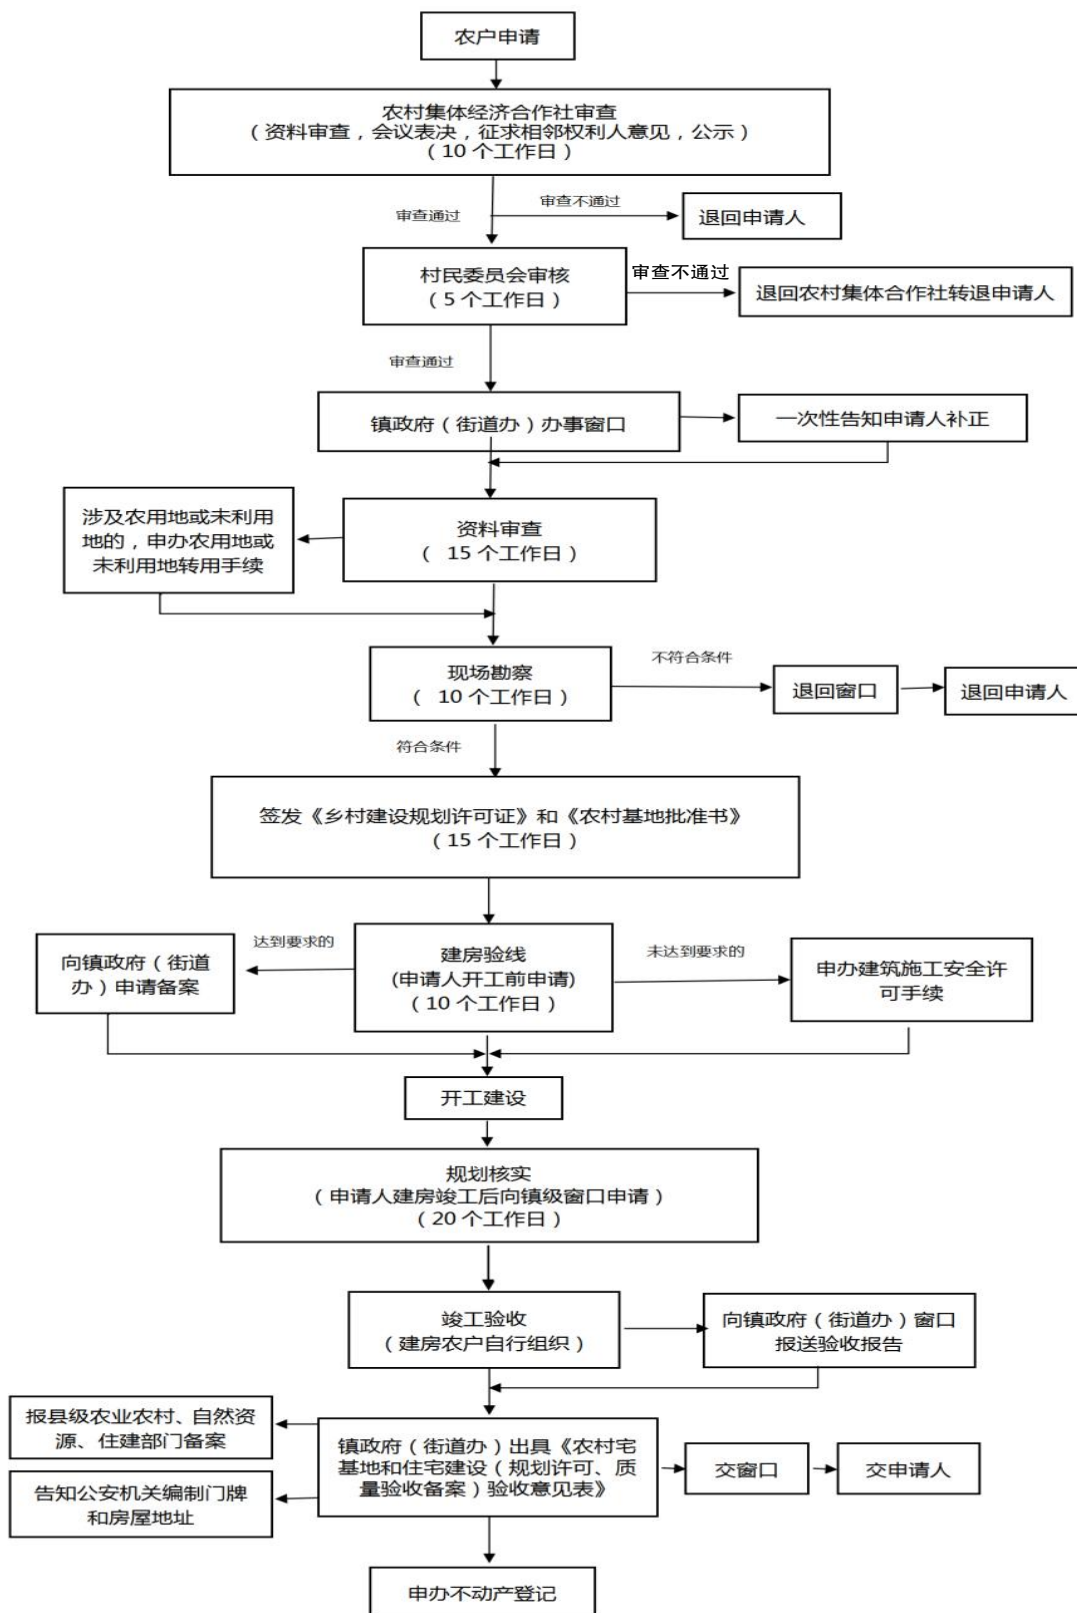 农户申请
农村集体经济合作社审查
（资料审查，会议表决，征求相邻权利人意见，公示）
（10 个工作日）
审查通过
审查不通过
退回申请人
村民委员会审核
（5 个工作日）
审查不通过
退回农村集体合作社转退申请人
审查通过
镇政府（街道办）办事窗口
一次性告知申请人补正
涉及农用地或未利用
地的，申办农用地或
未利用地转用手续
资料审查
（ 15 个工作日）
现场勘察
（ 10 个工作日）
不符合条件
退回窗口
退回申请人
符合条件
签发《乡村建设规划许可证》和《农村基地批准书》
（15 个工作日）
向镇政府（街道
办）申请备案
达到要求的
建房验线
(申请人开工前申请)
（10 个工作日）
未达到要求的
申办建筑施工安全许
可手续
开工建设
规划核实
（申请人建房竣工后向镇级窗口申请）
（20 个工作日）
竣工验收
（建房农户自行组织）
向镇政府（街道办）窗口
报送验收报告
报县级农业农村、自然资
源、住建部门备案
告知公安机关编制门牌
和房屋地址
镇政府（街道办）出具《农村宅
基地和住宅建设（规划许可、质
量验收备案）验收意见表》
交窗口
交申请人
申办不动产登记